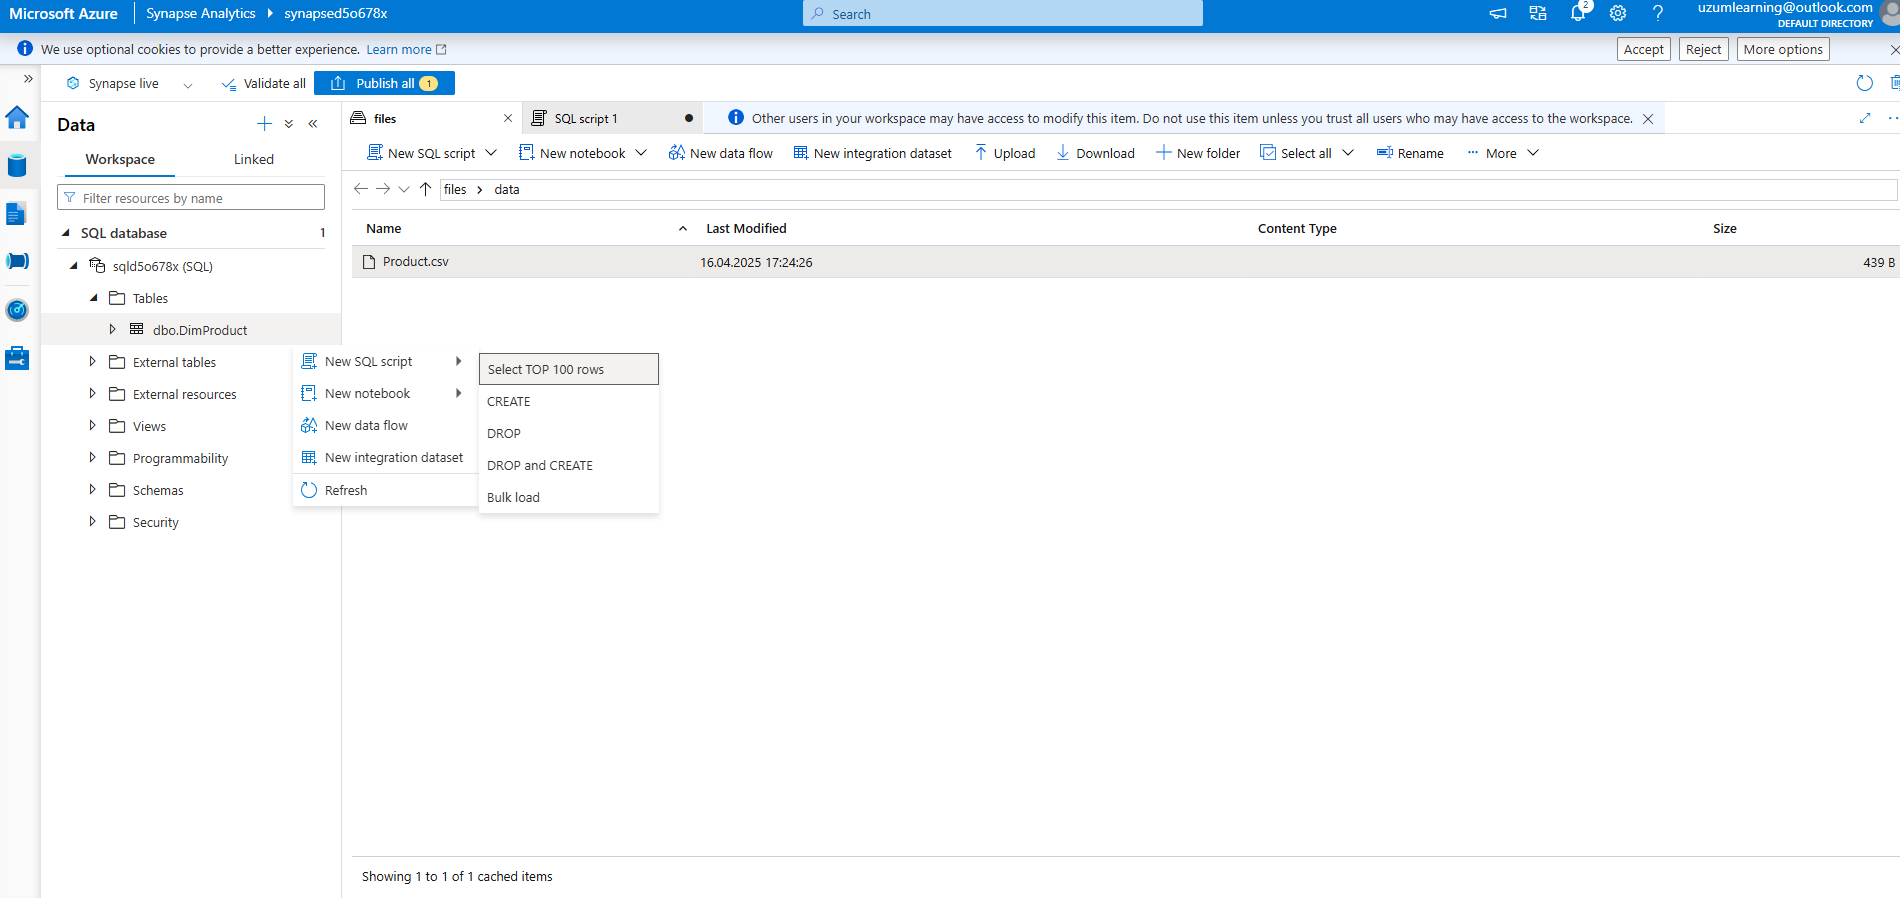 Microsoft Azure
Synapse Analytics
synapsed5o678x
Search
2
uzumlearning@outlook.com
DEFAULT DIRECTORY
We use optional cookies to provide a better experience. Learn more
Accept
Reject
More options
Synapse live
Validate all
Publish all 1
Data
Workspace
Linked
Filter resources by name
SQL database 1
sqld5o678x (SQL)
Tables
dbo.DimProduct
External tables
External resources
Views
Programmability
Schemas
Security
New SQL script
New notebook
New data flow
New integration dataset
Refresh
Select TOP 100 rows
CREATE
DROP
DROP and CREATE
Bulk load
files
SQL script 1
Other users in your workspace may have access to modify this item. Do not use this item unless you trust all users who may have access to the workspace.
New SQL script
New notebook
New data flow
New integration dataset
Upload
Download
New folder
Select all
Rename
More
files
data
Name
Last Modified
Content Type
Size
Product.csv
16.04.2025 17:24:26
439 B
Showing 1 to 1 of 1 cached items